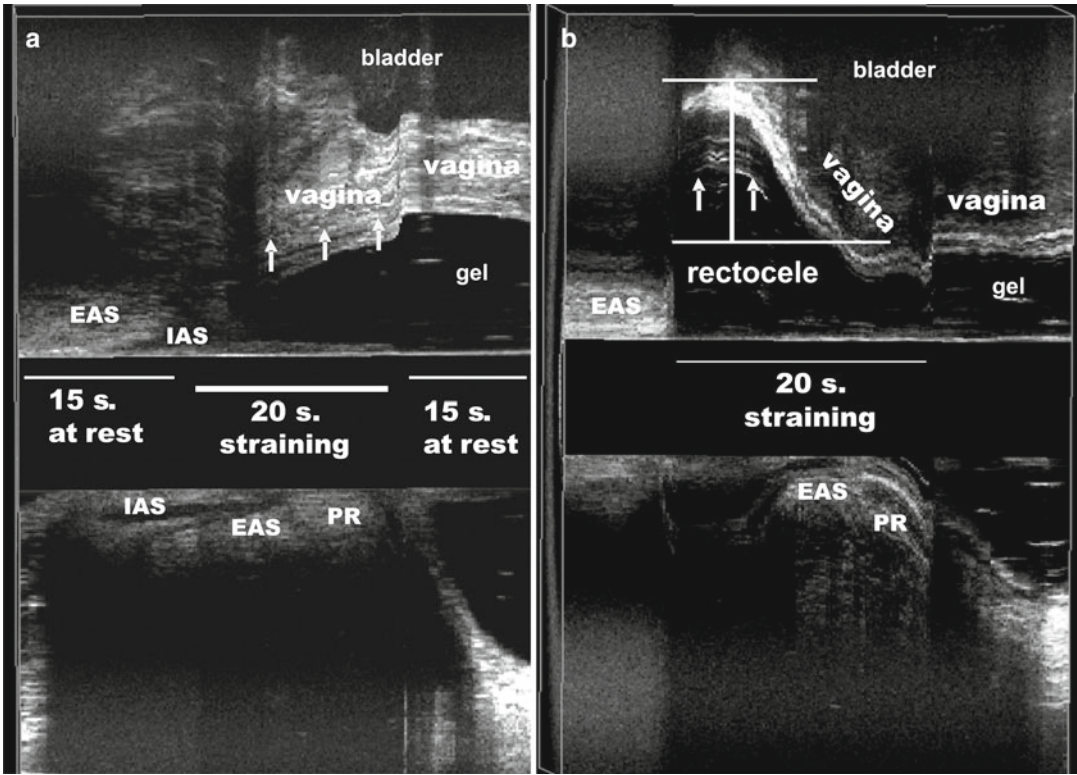 a
bladder
vagina
vagina
gel
EAS
IAS
15 s.
at rest
20 s.
straining
15 s.
at rest
IAS
EAS
PR
b
bladder
vagina
vagina
rectocele
gel
EAS
20 s.
straining
EAS
PR